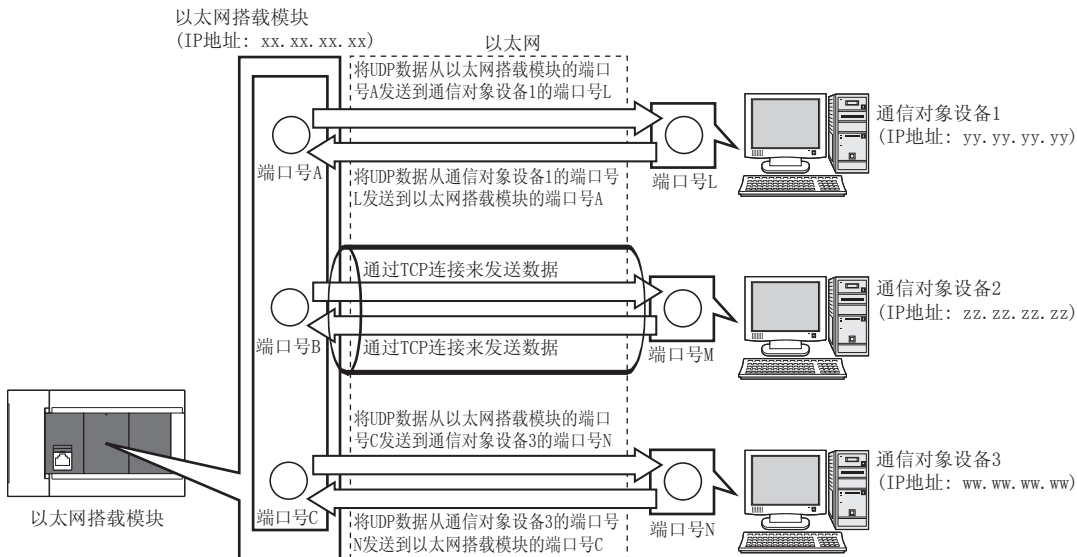 以太网搭载模块
(IP地址: xx.xx.xx.xx)
以太网
将UDP数据从以太网搭载模块的端口
号A发送到通信对象设备1的端口号L
端口号A
将UDP数据从通信对象设备1的端口号
L发送到以太网搭载模块的端口号A
端口号L
通信对象设备1
(IP地址: yy.yy.yy.yy)
通过TCP连接来发送数据
端口号B
通过TCP连接来发送数据
端口号M
通信对象设备2
(IP地址: zz.zz.zz.zz)
将UDP数据从以太网搭载模块的端口
号C发送到通信对象设备3的端口号N
端口号C
将UDP数据从通信对象设备3的端口号
N发送到以太网搭载模块的端口号C
端口号N
通信对象设备3
(IP地址: ww.ww.ww.ww)
以太网搭载模块